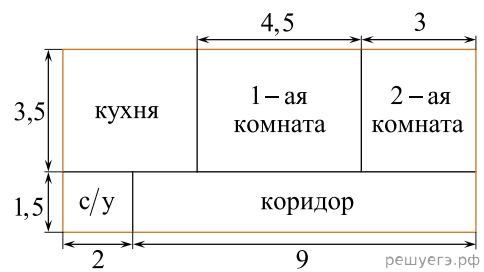 4,5
3
3,5
кухня
1 – ая
комната
2 – ая
комната
1,5
с/у
коридор
2
9
решуегэ.рф